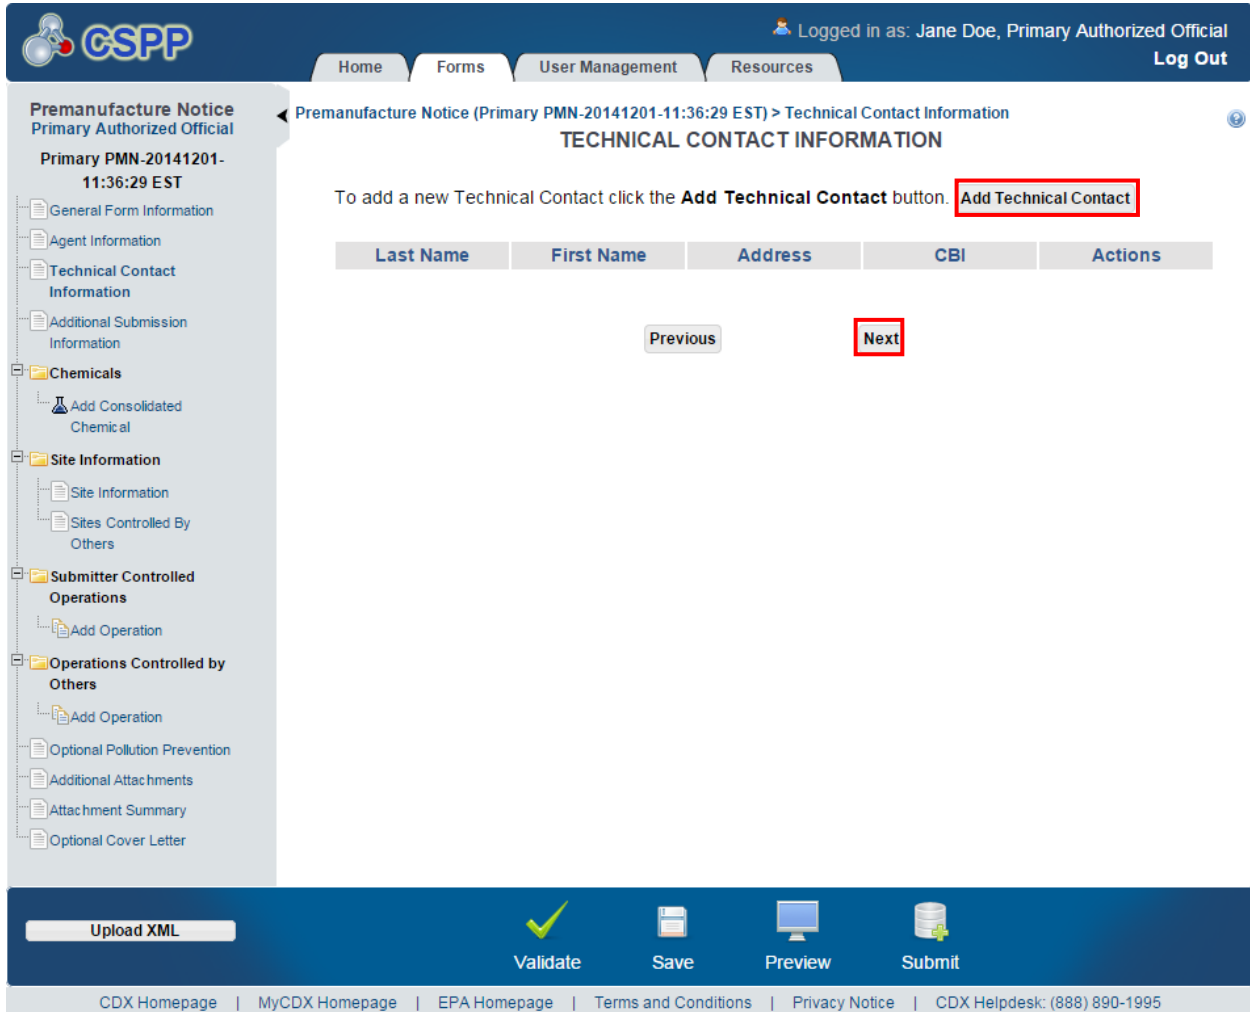 CSPP
Logged in as: Jane Doe, Primary Authorized Official
Log Out
Home
Forms
User Management
Resources
Premanufacture Notice
Primary Authorized Official
Primary PMN-20141201-
11:36:29 EST
General Form Information
Agent Information
Technical Contact
Information
Additional Submission
Information
Chemicals
Add Consolidated
Chemical
Site Information
Site Information
Sites Controlled By
Others
Submitter Controlled
Operations
Add Operation
Operations Controlled by
Others
Add Operation
Optional Pollution Prevention
Additional Attachments
Attachment Summary
Optional Cover Letter
Premanufacture Notice (Primary PMN-20141201-11:36:29 EST) > Technical Contact Information
TECHNICAL CONTACT INFORMATION
To add a new Technical Contact click the Add Technical Contact button. Add Technical Contact
Last Name First Name Address CBI Actions
Previous Next
Upload XML
Validate Save Preview Submit
CDX Homepage | MyCDX Homepage | EPA Homepage | Terms and Conditions | Privacy Notice | CDX Helpdesk: (888) 890-1995